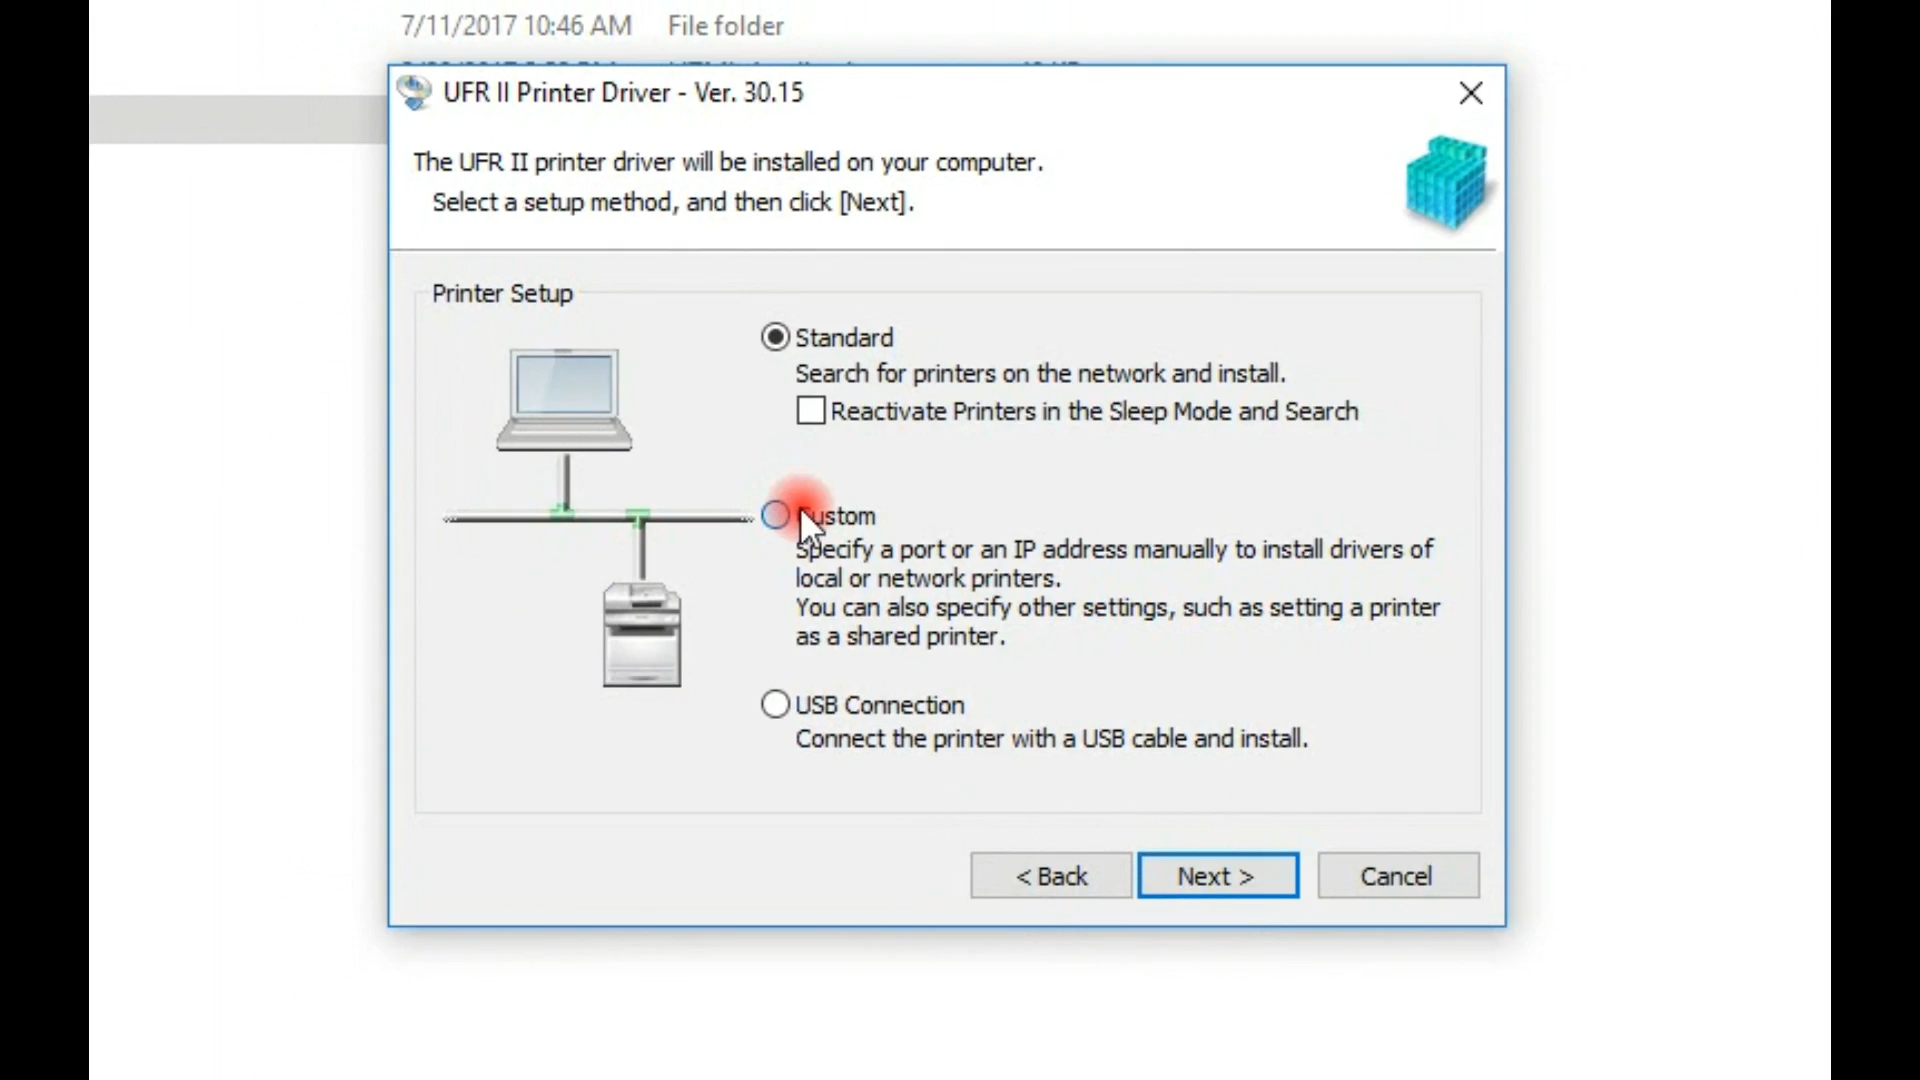 7/11/2017 10:46 AM File folder
UFR II Printer Driver - Ver. 30.15
The UFR II printer driver will be installed on your computer.
Select a setup method, and then click [Next].
Printer Setup
Standard
Search for printers on the network and install.
Reactivate Printers in the Sleep Mode and Search
Custom
Specify a port or an IP address manually to install drivers of
local or network printers.
You can also specify other settings, such as setting a printer
as a shared printer.
USB Connection
Connect the printer with a USB cable and install.
< Back
Next >
Cancel